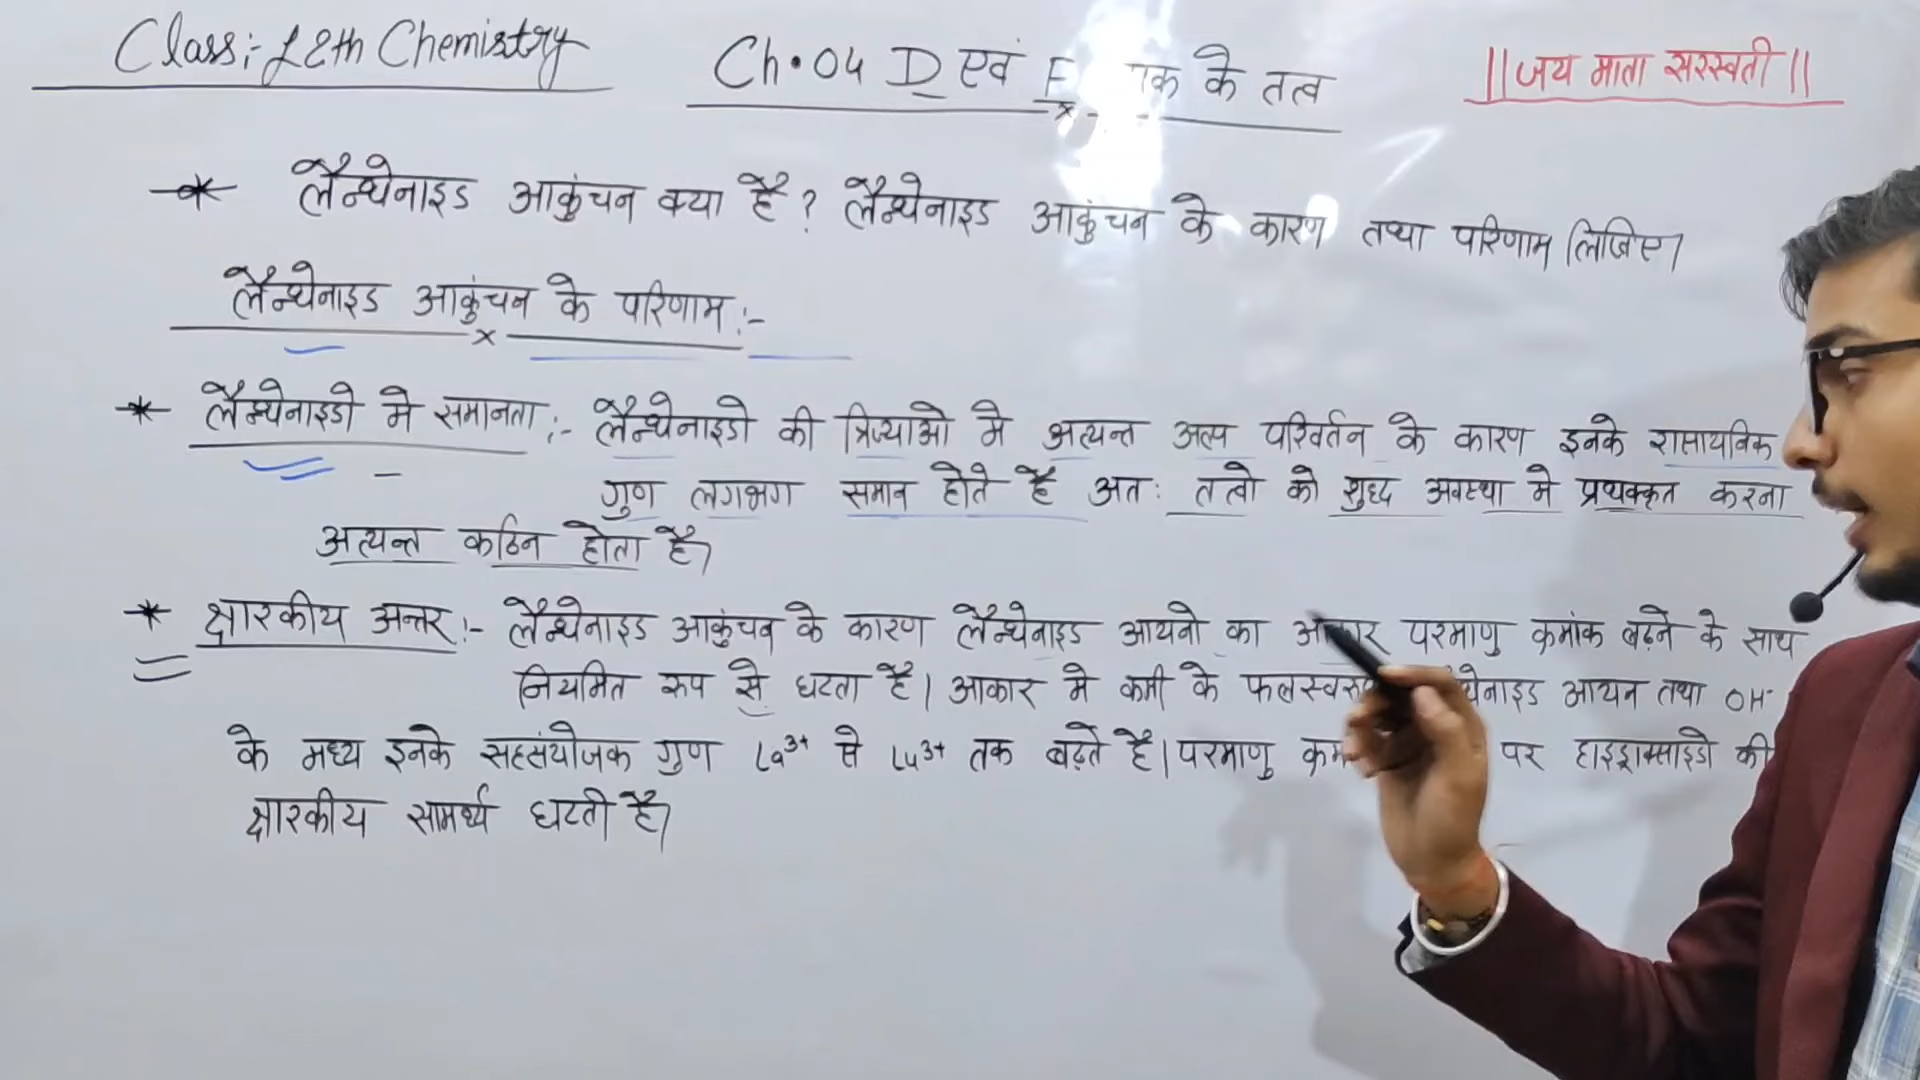 Class:- 12th Chemistry
Ch.04 D एवं F के तत्व
||जय माता सरस्वती||
* लैन्थेनाइड आकुंचन क्या है? लैन्थेनाइड आकुंचन के कारण तथा परिणाम लिखिए।
लैन्थेनाइड आकुंचन के परिणाम:-
* लैन्थेनाइडो मे समानता:- लैन्थेनाइडो की त्रिज्याओ मे अत्यन्त अल्प परिवर्तन के कारण इनके रासायनिक
गुण लगभग समान होते है अत: तत्वो को शुद्ध अवस्था मे प्रथक्कृत करना
अत्यन्त कठिन होता है।
* क्षारकीय अन्तर:- लैन्थेनाइड आकुंचन के कारण लैन्थेनाइड आयनो का आकार परमाणु क्रमांक बढ़ने के साथ
नियमित रूप से घटता है। आकार मे कमी के आयन तथा OH⁻
के मध्य इनके सहसंयोजक गुण La³⁺ से Lu³⁺ तक बढ़ते है। परमाणु पर हाइड्राक्साइडो की
क्षारकीय सामर्थ्य घटती है।